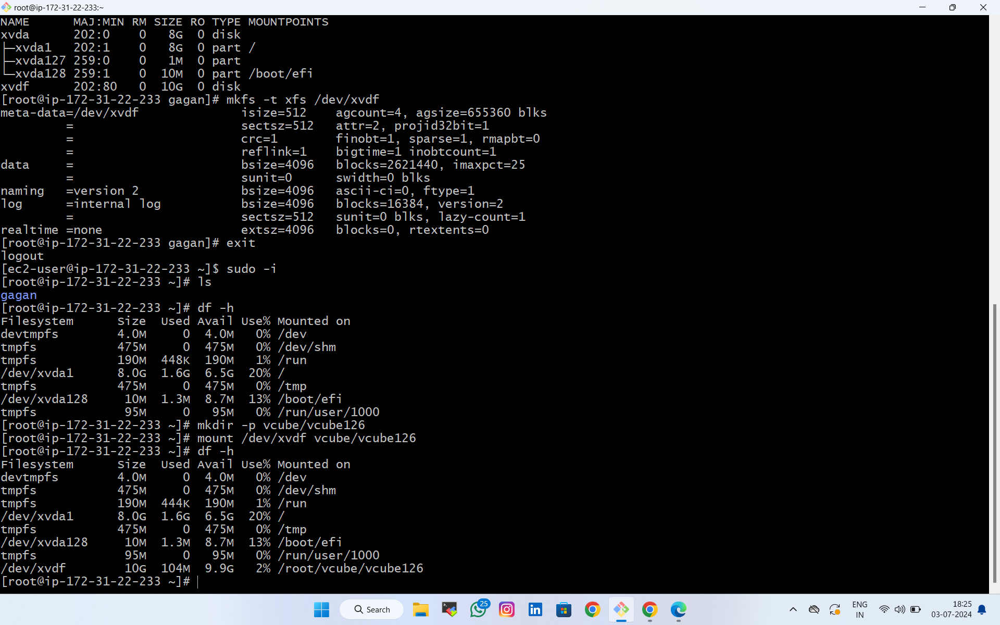 root@ip-172-31-22-233:~
NAME      MAJ:MIN RM SIZE RO TYPE MOUNTPOINTS
xvda      202:0    0   8G  0 disk
├─xvda1   202:1    0   8G  0 part /
├─xvda127 259:0    0   1M  0 part
└─xvda128 259:1    0  10M  0 part /boot/efi
xvdf      202:80   0  10G  0 disk
[root@ip-172-31-22-233 gagan]# mkfs -t xfs /dev/xvdf
meta-data=/dev/xvdf              isize=512    agcount=4, agsize=655360 blks
         =                       sectsz=512   attr=2, projid32bit=1
         =                       crc=1        finobt=1, sparse=1, rmapbt=0
         =                       reflink=1    bigtime=1 inobtcount=1
data     =                       bsize=4096   blocks=2621440, imaxpct=25
         =                       sunit=0      swidth=0 blks
naming   =version 2              bsize=4096   ascii-ci=0, ftype=1
log      =internal log           bsize=4096   blocks=16384, version=2
         =                       sectsz=512   sunit=0 blks, lazy-count=1
realtime =none                   extsz=4096   blocks=0, rtextents=0
[root@ip-172-31-22-233 gagan]# exit
logout
[ec2-user@ip-172-31-22-233 ~]$ sudo -i
[root@ip-172-31-22-233 ~]# ls
gagan
[root@ip-172-31-22-233 ~]# df -h
Filesystem      Size  Used Avail Use% Mounted on
devtmpfs        4.0M     0  4.0M   0% /dev
tmpfs           475M     0  475M   0% /dev/shm
tmpfs           190M  448K  190M   1% /run
/dev/xvda1      8.0G  1.6G  6.5G  20% /
tmpfs           475M     0  475M   0% /tmp
/dev/xvda128     10M  1.3M  8.7M  13% /boot/efi
tmpfs            95M     0   95M   0% /run/user/1000
[root@ip-172-31-22-233 ~]# mkdir -p vcube/vcube126
[root@ip-172-31-22-233 ~]# mount /dev/xvdf vcube/vcube126
[root@ip-172-31-22-233 ~]# df -h
Filesystem      Size  Used Avail Use% Mounted on
devtmpfs        4.0M     0  4.0M   0% /dev
tmpfs           475M     0  475M   0% /dev/shm
tmpfs           190M  444K  190M   1% /run
/dev/xvda1      8.0G  1.6G  6.5G  20% /
tmpfs           475M     0  475M   0% /tmp
/dev/xvda128     10M  1.3M  8.7M  13% /boot/efi
tmpfs            95M     0   95M   0% /run/user/1000
/dev/xvdf        10G  104M  9.9G   2% /root/vcube/vcube126
[root@ip-172-31-22-233 ~]#
Search
25
in
ENG
IN
18:25
03-07-2024